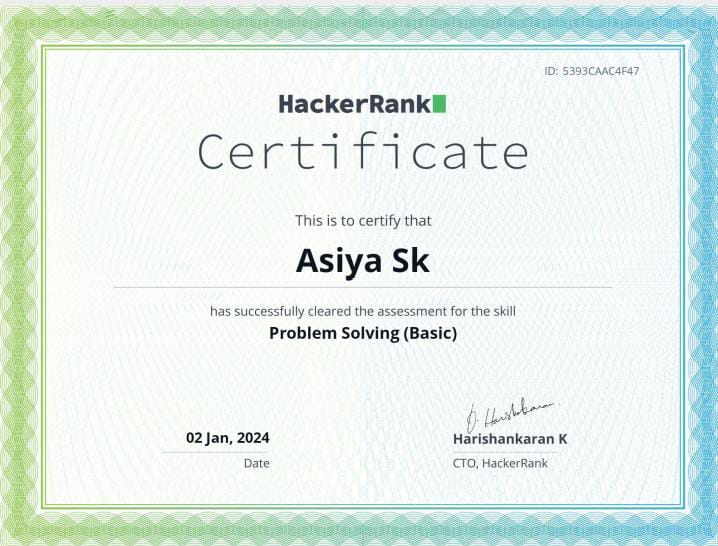 ID: 5393CAAC4F47
HackerRank
Certificate
This is to certify that
Asiya Sk
has successfully cleared the assessment for the skill
Problem Solving (Basic)
02 Jan, 2024
Date
Harishankaran K
CTO, HackerRank